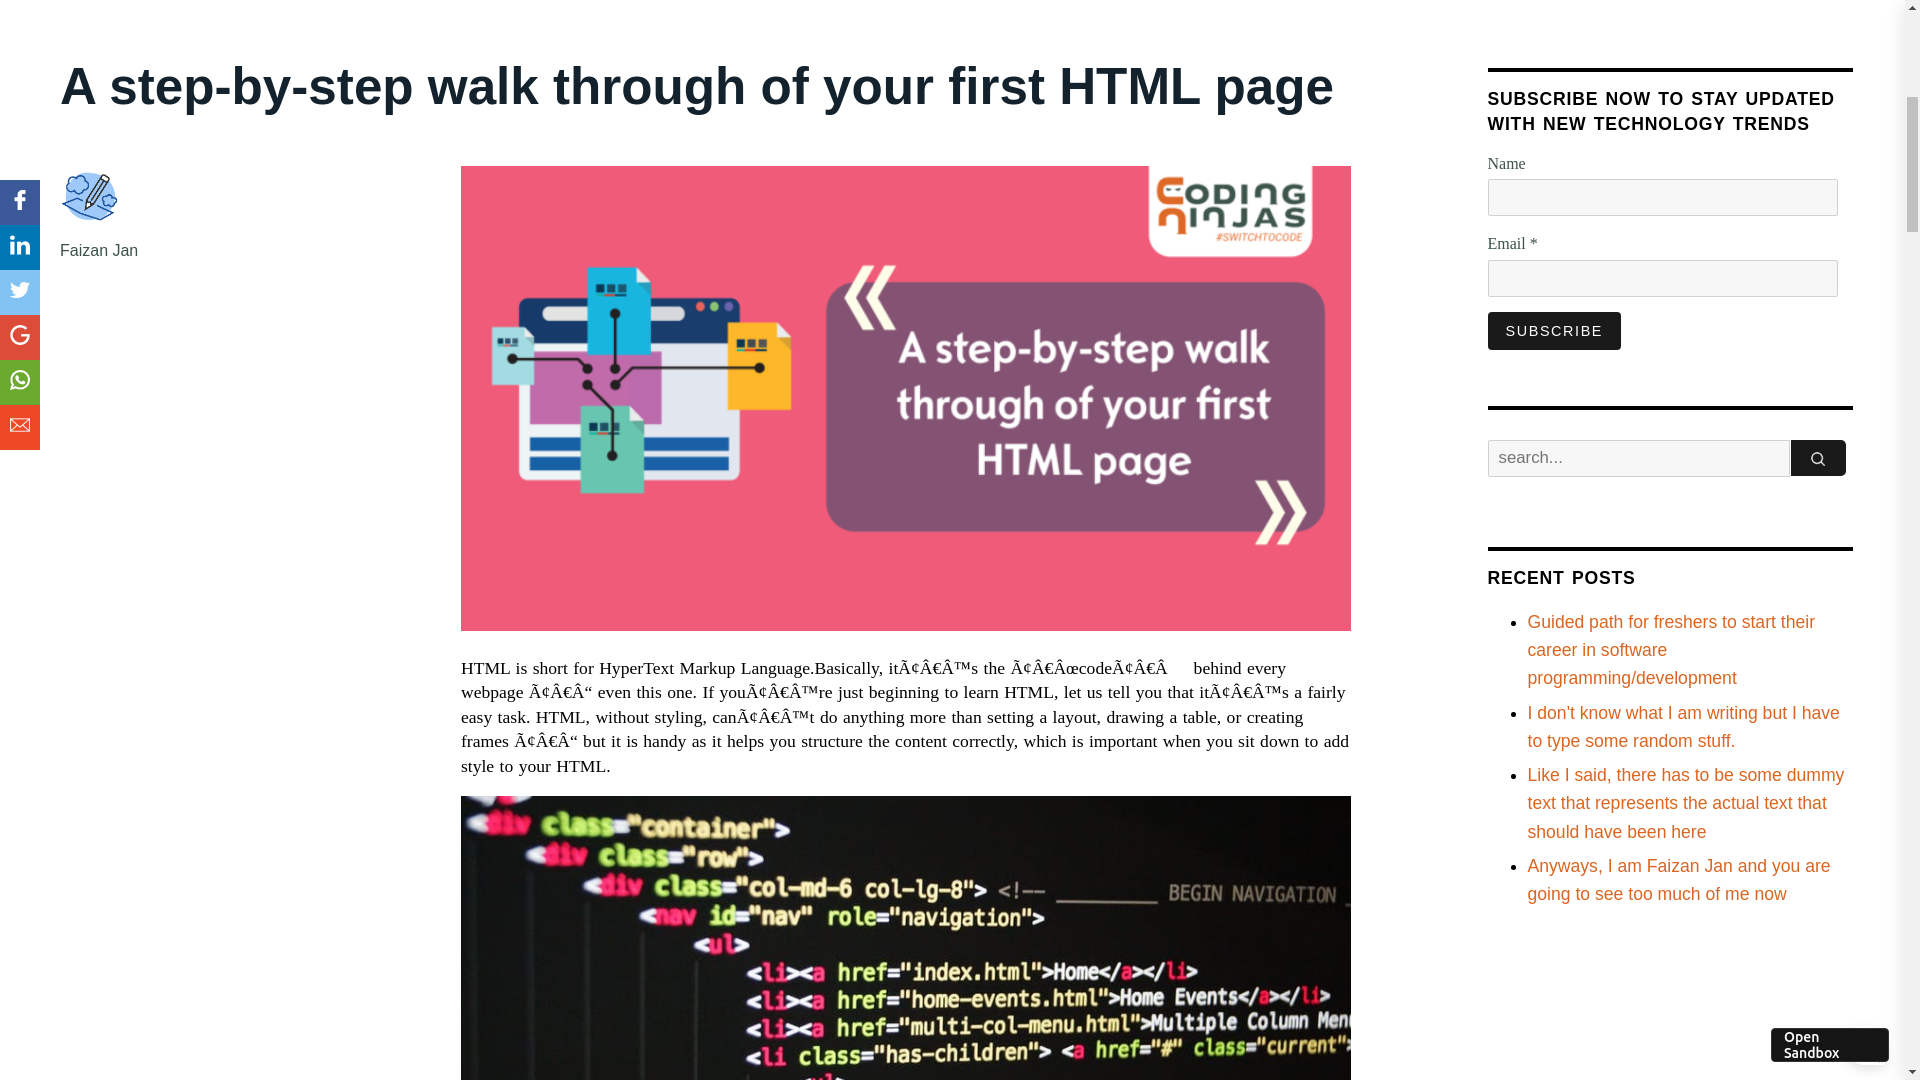 A step-by-step walk through of your first HTML page
Faizan Jan
CODING
NINJAS
#SWITCHTOCODE
A step-by-step walk
through of your first
HTML page
HTML is short for HyperText Markup Language.Basically, itÃ¢Â€Â™s the Ã¢Â€ÂœcodeÃ¢Â€Â behind every
webpage Ã¢Â€Â“ even this one. If youÃ¢Â€Â™re just beginning to learn HTML, let us tell you that itÃ¢Â€Â™s a fairly
easy task. HTML, without styling, canÃ¢Â€Â™t do anything more than setting a layout, drawing a table, or creating
frames Ã¢Â€Â“ but it is handy as it helps you structure the content correctly, which is important when you sit down to add
style to your HTML.
<div class="container">
<div class="row">
<div class="col-md-6 col-lg-8"> <!-- __________ BEGIN NAVIGATION _
<nav id="nav" role="navigation">
<ul>
<li><a href="index.html">Home</a></li>
<li><a href="home-events.html">Home Events</a></li>
<li><a href="multi-col-menu.html">Multiple Column Menu
<li class="has-children"> <a href="#" class="current">
<ul>
SUBSCRIBE NOW TO STAY UPDATED
WITH NEW TECHNOLOGY TRENDS
Name
Email *
SUBSCRIBE
search...
RECENT POSTS
Guided path for freshers to start their
career in software
programming/development
I don't know what I am writing but I have
to type some random stuff.
Like I said, there has to be some dummy
text that represents the actual text that
should have been here
Anyways, I am Faizan Jan and you are
going to see too much of me now
Open
Sandbox